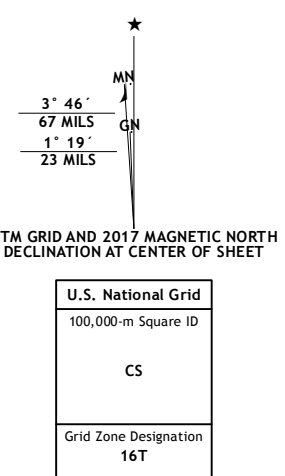 MN
3° 46´
67 MILS
GN
1° 19´
23 MILS
TM GRID AND 2017 MAGNETIC NORTH
DECLINATION AT CENTER OF SHEET
U.S. National Grid
100,000-m Square ID
CS
Grid Zone Designation
16T